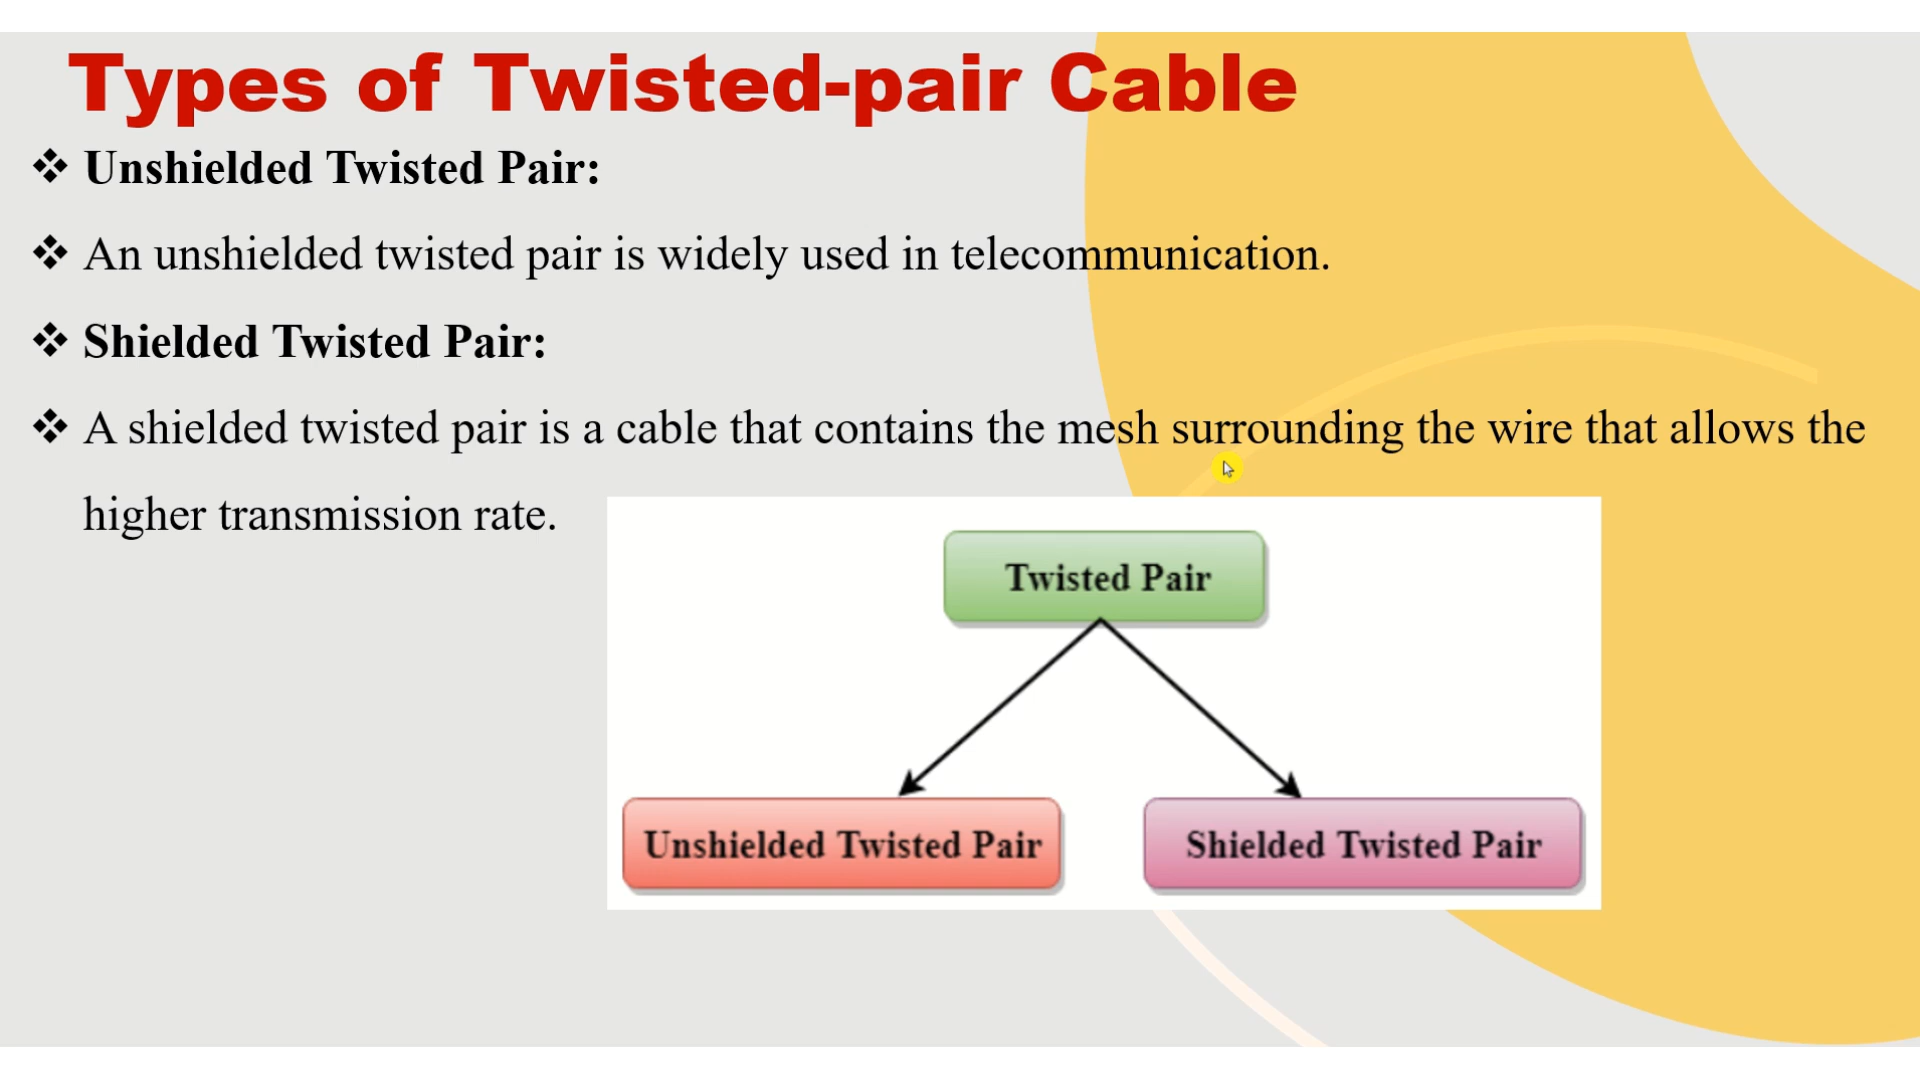 Types of Twisted-pair Cable
❖ Unshielded Twisted Pair:
❖ An unshielded twisted pair is widely used in telecommunication.
❖ Shielded Twisted Pair:
❖ A shielded twisted pair is a cable that contains the mesh surrounding the wire that allows the
higher transmission rate.
Twisted Pair
Unshielded Twisted Pair
Shielded Twisted Pair